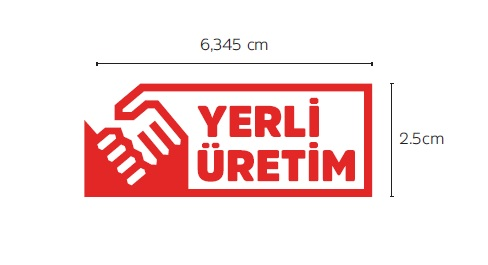 6,345 cm
YERLİ
ÜRETİM
2.5cm